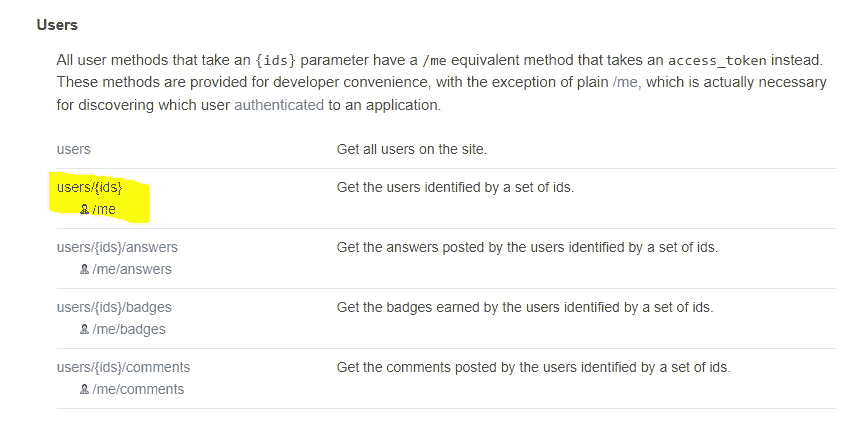 Users
All user methods that take an {ids} parameter have a /me equivalent method that takes an access_token instead.
These methods are provided for developer convenience, with the exception of plain /me, which is actually necessary
for discovering which user authenticated to an application.
users Get all users on the site.
users/{ids} Get the users identified by a set of ids.
/me
users/{ids}/answers Get the answers posted by the users identified by a set of ids.
/me/answers
users/{ids}/badges Get the badges earned by the users identified by a set of ids.
/me/badges
users/{ids}/comments Get the comments posted by the users identified by a set of ids.
/me/comments